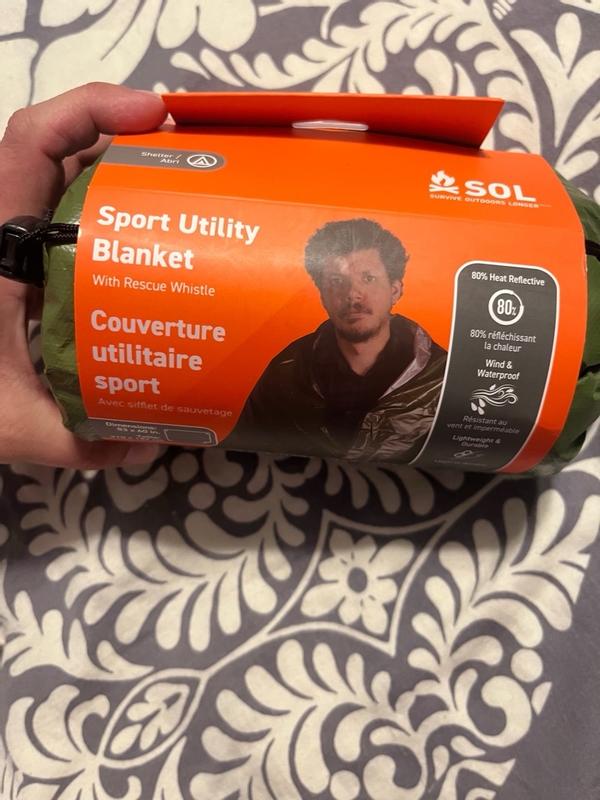 Shelter /
Abri
SOL
SURVIVE OUTDOORS LONGER
Sport Utility
Blanket
With Rescue Whistle
Couverture
utilitaire
sport
Avec sifflet de sauvetage
Dimensions:
80% Heat Reflective
80%
80% réfléchissant
la chaleur
Wind &
Waterproof
Résistant au
vent et imperméable
Lightweight &
Durable